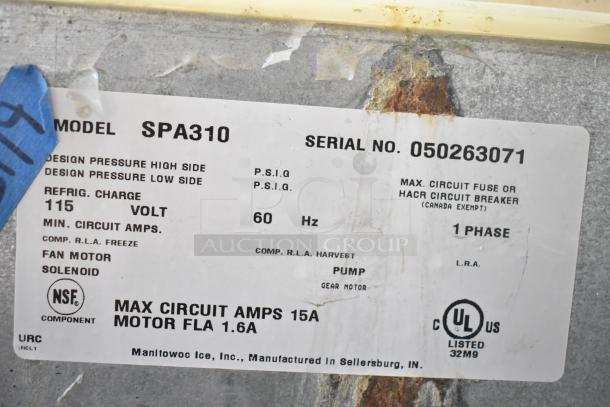 MODEL SPA310
SERIAL NO. 050263071
DESIGN PRESSURE HIGH SIDE P.S.I.G
DESIGN PRESSURE LOW SIDE P.S.I.G.
MAX. CIRCUIT FUSE OR
HACR CIRCUIT BREAKER
(CANADA EXEMPT)
REFRIG. CHARGE
115 VOLT 60 Hz 1 PHASE
MIN. CIRCUIT AMPS.
COMP. R.L.A. FREEZE COMP. R.L.A. HARVEST L.R.A.
FAN MOTOR PUMP
SOLENOID GEAR MOTOR
NSF®
COMPONENT
MAX CIRCUIT AMPS 15A
MOTOR FLA 1.6A
C UL US
LISTED
32M9
URC
Manitowoc Ice, Inc., Manufactured in Sellersburg, IN.
PCI
AUCTION GROUP